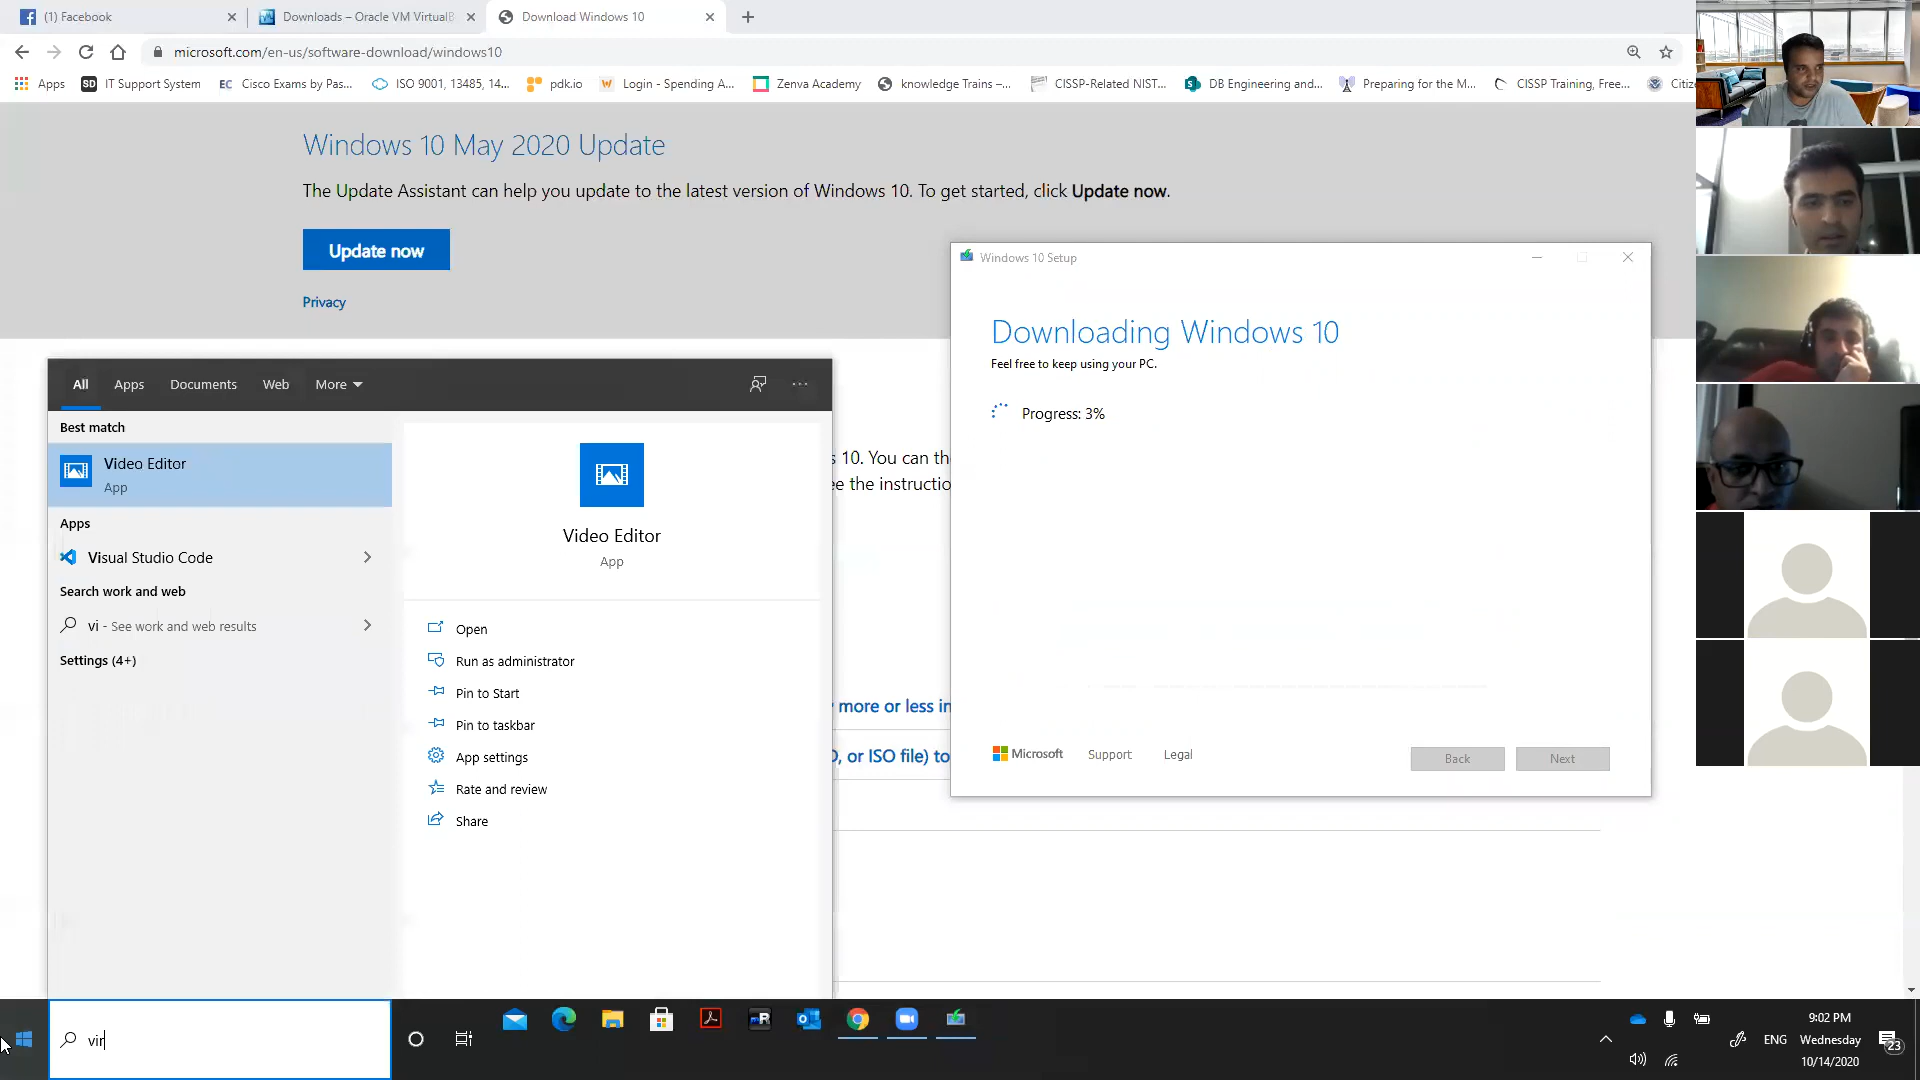 (1) Facebook
Downloads – Oracle VM VirtualB
Download Windows 10
microsoft.com/en-us/software-download/windows10
Apps
IT Support System
EC Cisco Exams by Pas...
ISO 9001, 13485, 14...
pdk.io
Login - Spending A...
Zenva Academy
knowledge Trains –...
CISSP-Related NIST...
DB Engineering and...
Preparing for the M...
CISSP Training, Free...
Citiz
Windows 10 May 2020 Update
The Update Assistant can help you update to the latest version of Windows 10. To get started, click Update now.
Update now
Privacy
Windows 10 Setup
Downloading Windows 10
Feel free to keep using your PC.
Progress: 3%
Microsoft
Support
Legal
Back
Next
s 10. You can th
ee the instructio
more or less in
D, or ISO file) to
All
Apps
Documents
Web
More
Best match
Video Editor
App
Apps
Visual Studio Code
Search work and web
vi - See work and web results
Settings (4+)
Video Editor
App
Open
Run as administrator
Pin to Start
Pin to taskbar
App settings
Rate and review
Share
vir
ENG
9:02 PM
Wednesday
10/14/2020
23